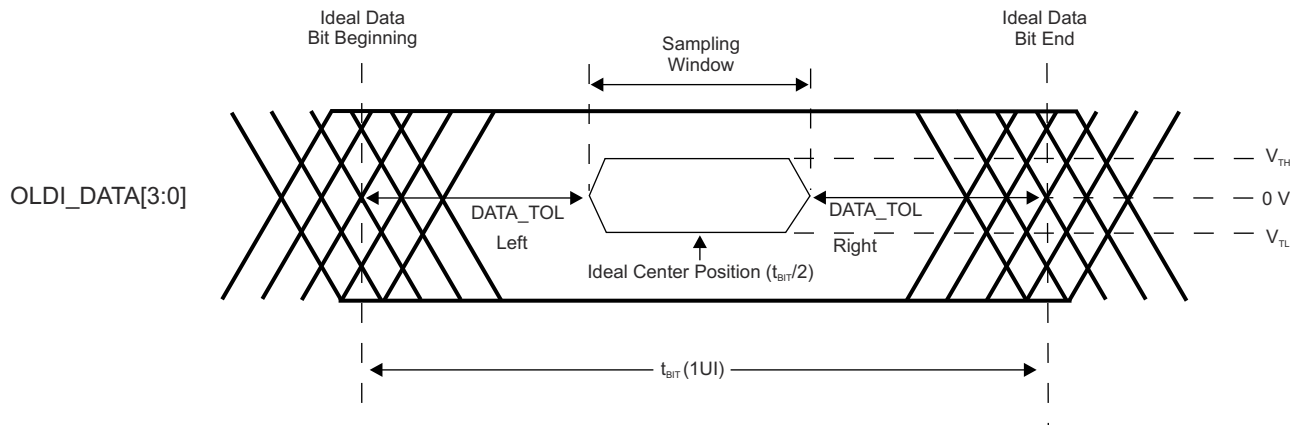 Ideal Data
Bit Beginning
Ideal Data
Bit End
Sampling
Window
V_TH
OLDI_DATA[3:0]
0 V
DATA_TOL
Left
DATA_TOL
Right
V_TL
Ideal Center Position (t_BIT/2)
t_BIT (1UI)